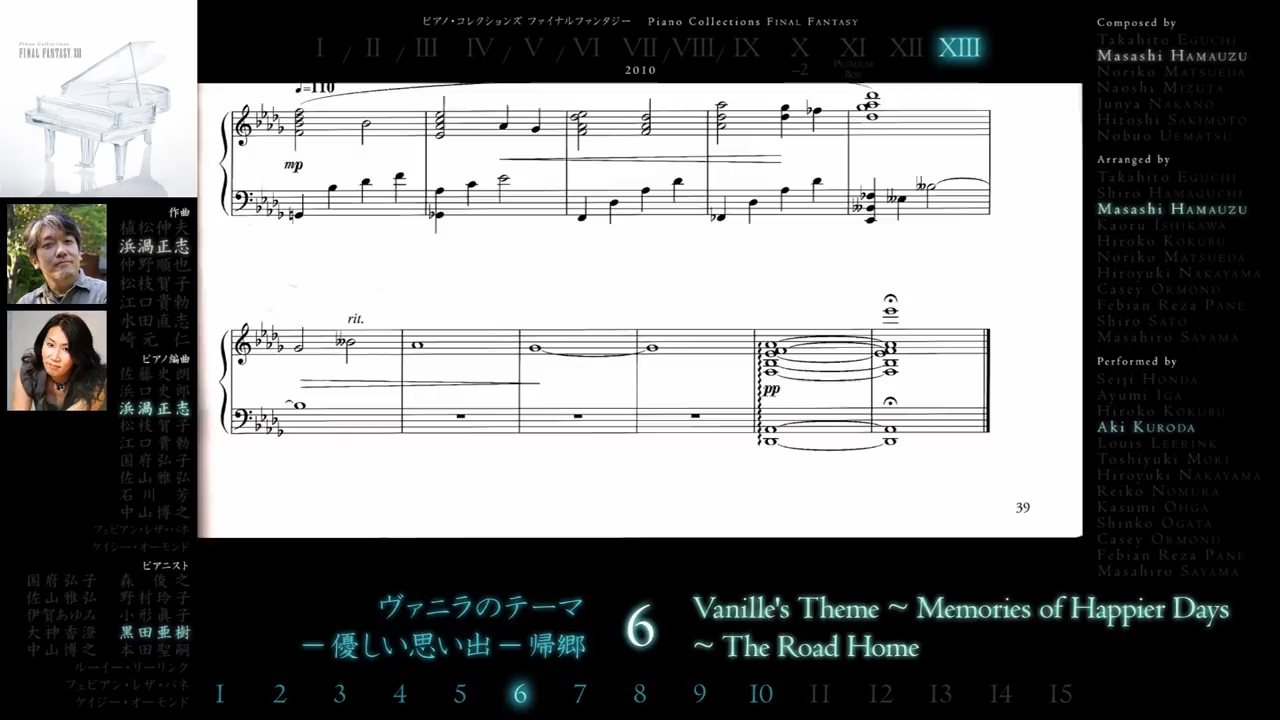 ピアノ・コレクションズ ファイナルファンタジー Piano Collections FINAL FANTASY
I / II / III / IV / V / VI / VII / VIII / IX / X -2 XI PREMIUM BOX XII XIII
2010
Piano Collections
FINAL FANTASY XIII
作曲
植松伸夫
浜渦正志
仲野順也
松枝賀子
江口貴勅
水田直志
崎元仁
ピアノ編曲
佐藤史朗
浜口史郎
浜渦正志
松枝賀子
江口貴勅
国府弘子
佐山雅弘
石川芳
中山博之
フェビアン・レザ・パネ
ケイシー・オーモンド
ピアニスト
国府弘子 森俊之
佐山雅弘 野村玲子
伊賀あゆみ 小形眞子
大神香澄 黒田亜樹
中山博之 本田聖嗣
ルーイー・リーリンク
フェビアン・レザ・パネ
ケイジー・オーモンド
♩=110
mp
rit.
pp
39
Composed by
Takahito EGUCHI
Masashi HAMAUZU
Noriko MATSUEDA
Naoshi MIZUTA
Junya NAKANO
Hitoshi SAKIMOTO
Nobuo UEMATSU
Arranged by
Takahito EGUCHI
Shiro HAMAGUCHI
Masashi HAMAUZU
Kaoru ISHIKAWA
Hiroko KOKUBU
Noriko MATSUEDA
Hiroyuki NAKAYAMA
Casey ORMOND
Febian Reza PANE
Shiro SATO
Masahiro SAYAMA
Performed by
Seiji HONDA
Ayumi IGA
Hiroko KOKUBU
Aki KURODA
Louis LEERINK
Toshiyuki MORI
Hiroyuki NAKAYAMA
Reiko NOMURA
Kasumi OHGA
Shinko OGATA
Casey ORMOND
Febian Reza PANE
Masahiro SAYAMA
ヴァニラのテーマ
－優しい思い出－帰郷
6
Vanille's Theme ~ Memories of Happier Days
~ The Road Home
1 2 3 4 5 6 7 8 9 10 11 12 13 14 15